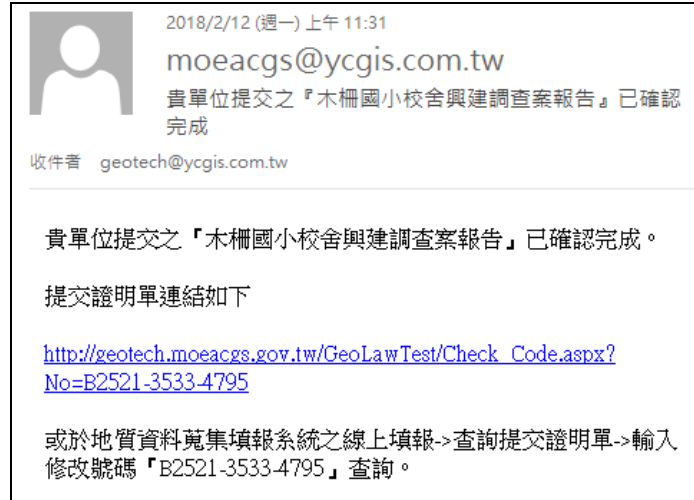 2018/2/12 (週一) 上午 11:31
moeacgs@ycgis.com.tw
貴單位提交之『木柵國小校舍興建調查案報告』已確認
完成
收件者 geotech@ycgis.com.tw
貴單位提交之『木柵國小校舍興建調查案報告』已確認完成。
提交證明單連結如下
http://geotech.moeacgs.gov.tw/GeoLawTest/Check_Code.aspx?
No=B2521-3533-4795
或於地質資料蒐集填報系統之線上填報->查詢提交證明單->輸入
修改號碼「B2521-3533-4795」查詢。